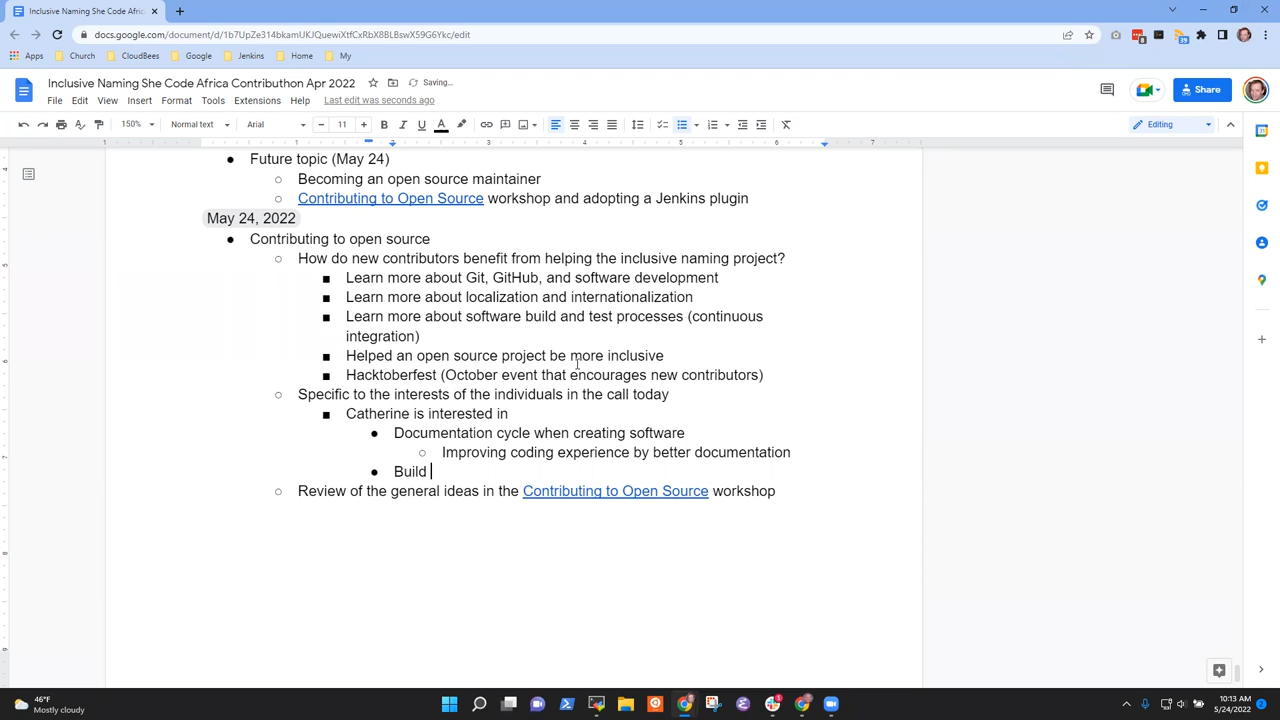 Inclusive Naming She Code Africa
docs.google.com/document/d/1b7UpZe314bkamUKJQuewiXtfCxRbX8BLBswX59G6Ykc/edit
Apps Church CloudBees Google Jenkins Home My
Inclusive Naming She Code Africa Contributhon Apr 2022 Saving...
File Edit View Insert Format Tools Extensions Help Last edit was seconds ago
Share
150% Normal text Arial 11 Editing
1 1 2 3 4 5 6 7
Future topic (May 24)
Becoming an open source maintainer
Contributing to Open Source workshop and adopting a Jenkins plugin
May 24, 2022
Contributing to open source
How do new contributors benefit from helping the inclusive naming project?
Learn more about Git, GitHub, and software development
Learn more about localization and internationalization
Learn more about software build and test processes (continuous
integration)
Helped an open source project be more inclusive
Hacktoberfest (October event that encourages new contributors)
Specific to the interests of the individuals in the call today
Catherine is interested in
Documentation cycle when creating software
Improving coding experience by better documentation
Build
Review of the general ideas in the Contributing to Open Source workshop
46°F
Mostly cloudy
10:13 AM
5/24/2022